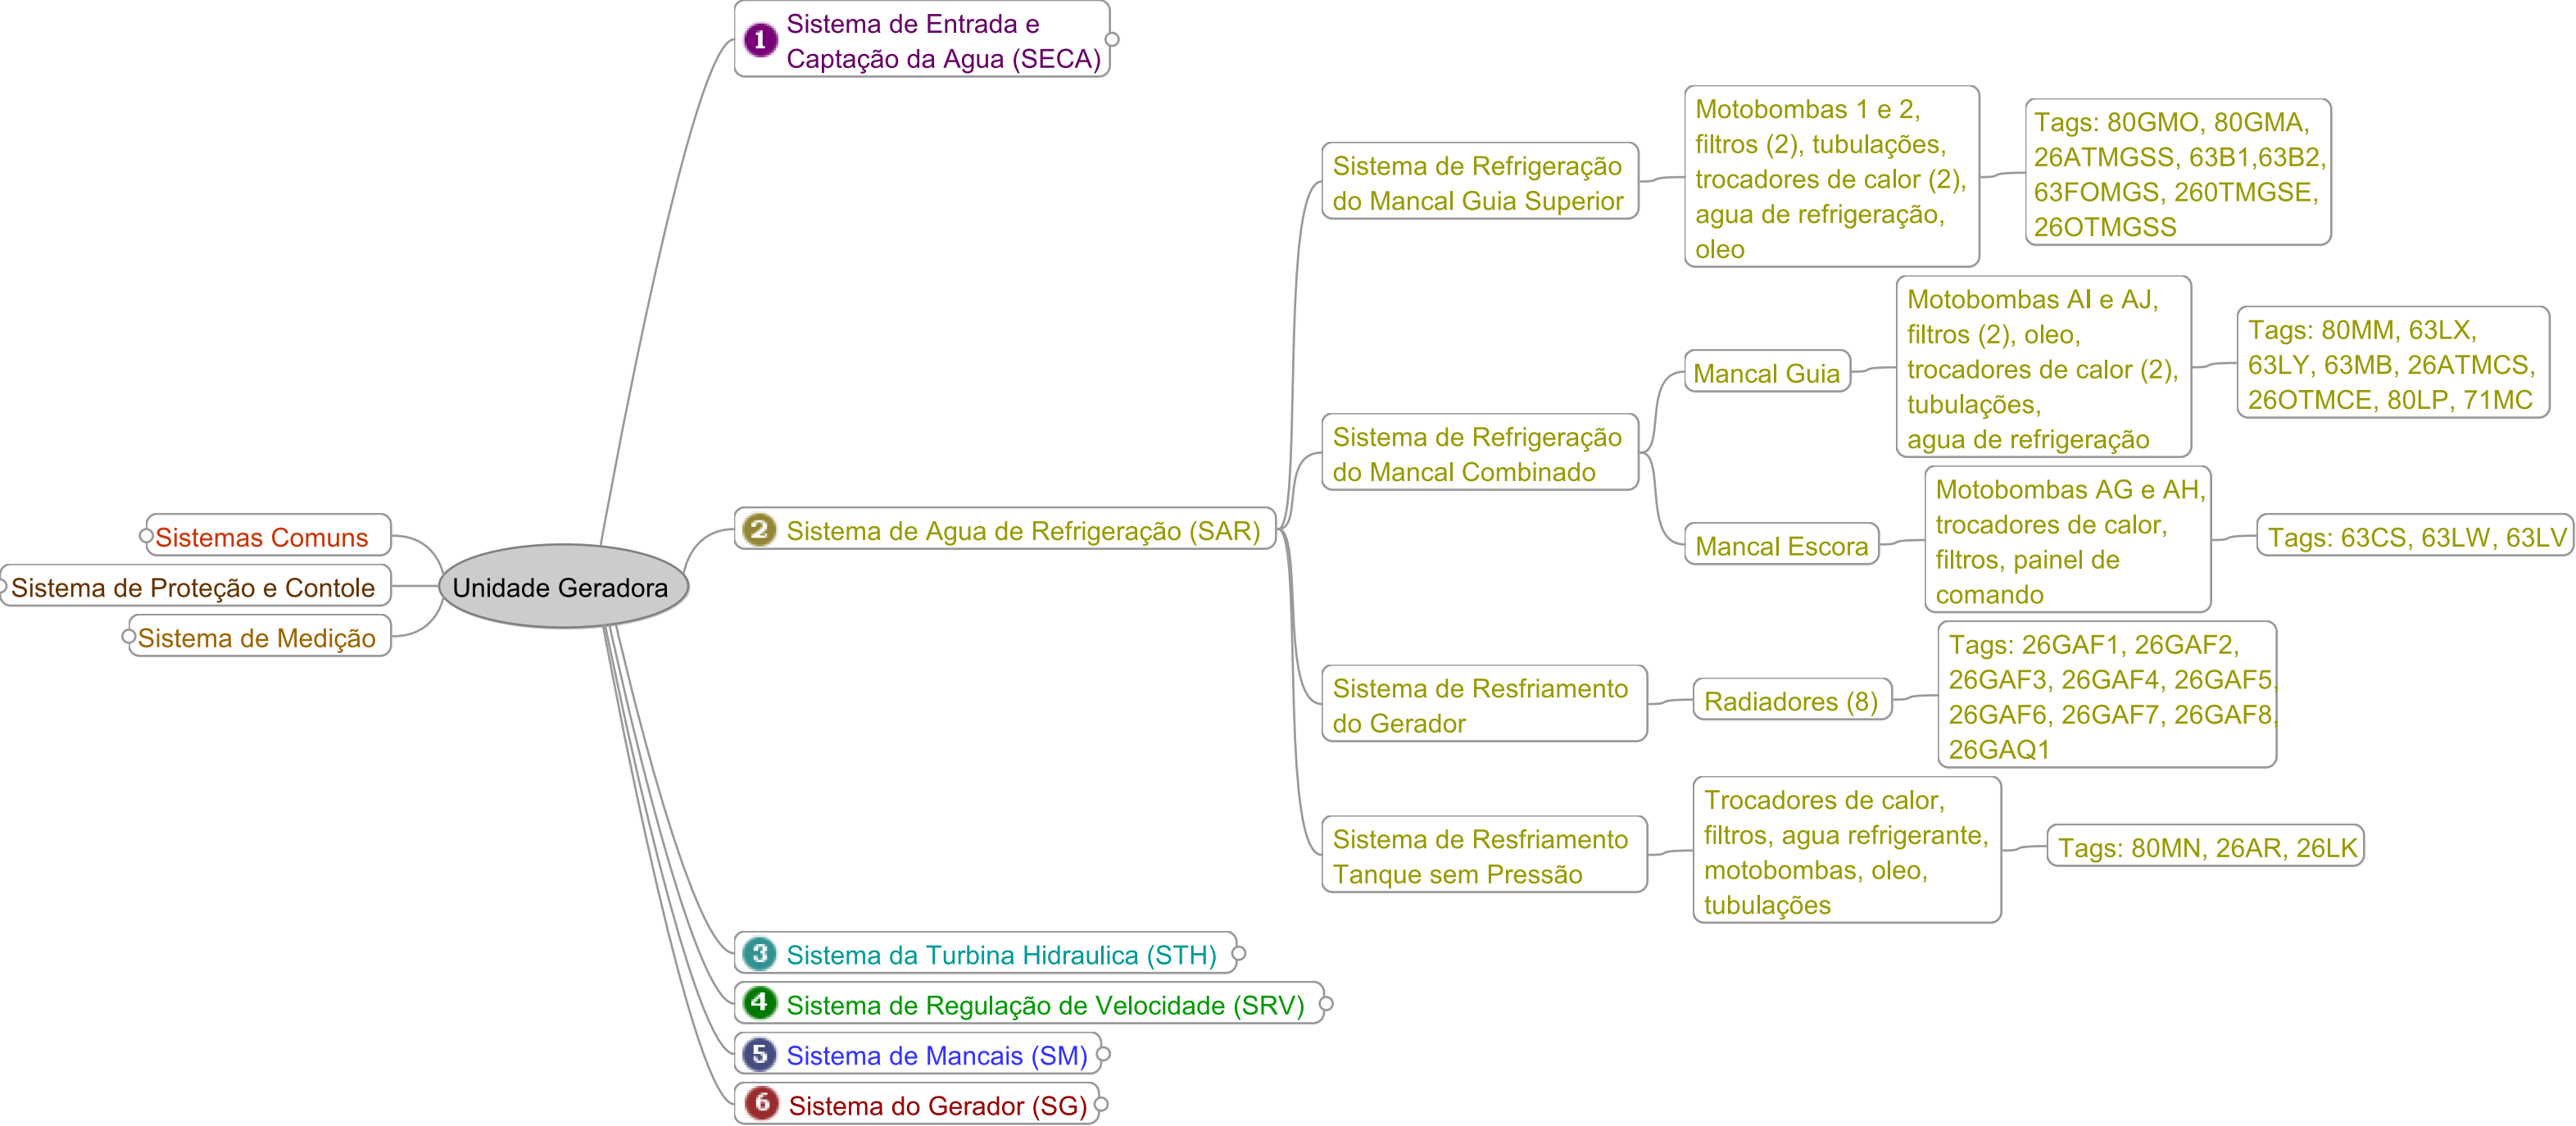 1 Sistema de Entrada e
Captação da Agua (SECA)
Motobombas 1 e 2,
filtros (2), tubulações,
trocadores de calor (2),
agua de refrigeração,
oleo
Tags: 80GMO, 80GMA,
26ATMGSS, 63B1,63B2,
63FOMGS, 260TMGSE,
26OTMGSS
Sistema de Refrigeração
do Mancal Guia Superior
Motobombas AI e AJ,
filtros (2), oleo,
trocadores de calor (2),
tubulações,
agua de refrigeração
Tags: 80MM, 63LX,
63LY, 63MB, 26ATMCS,
26OTMCE, 80LP, 71MC
Mancal Guia
Sistema de Refrigeração
do Mancal Combinado
Motobombas AG e AH,
trocadores de calor,
filtros, painel de
comando
Mancal Escora
Tags: 63CS, 63LW, 63LV
2 Sistema de Agua de Refrigeração (SAR)
Sistemas Comuns
Sistema de Proteção e Contole
Sistema de Medição
Unidade Geradora
Sistema de Resfriamento
do Gerador
Radiadores (8)
Tags: 26GAF1, 26GAF2,
26GAF3, 26GAF4, 26GAF5,
26GAF6, 26GAF7, 26GAF8,
26GAQ1
Sistema de Resfriamento
Tanque sem Pressão
Trocadores de calor,
filtros, agua refrigerante,
motobombas, oleo,
tubulações
Tags: 80MN, 26AR, 26LK
3 Sistema da Turbina Hidraulica (STH)
4 Sistema de Regulação de Velocidade (SRV)
5 Sistema de Mancais (SM)
6 Sistema do Gerador (SG)